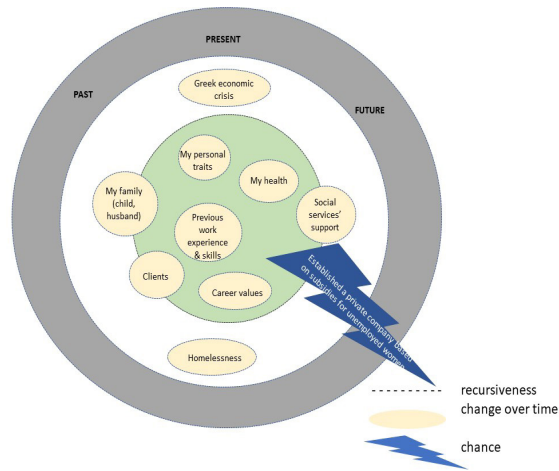 PRESENT
PAST
FUTURE
Greek economic
crisis
My personal
traits
My health
My family
(child,
husband)
Social
services'
support
Previous
work
experience
& skills
Clients
Career values
Established a private company based
on subsidies for unemployed women
Homelessness
recursiveness
change over time
chance